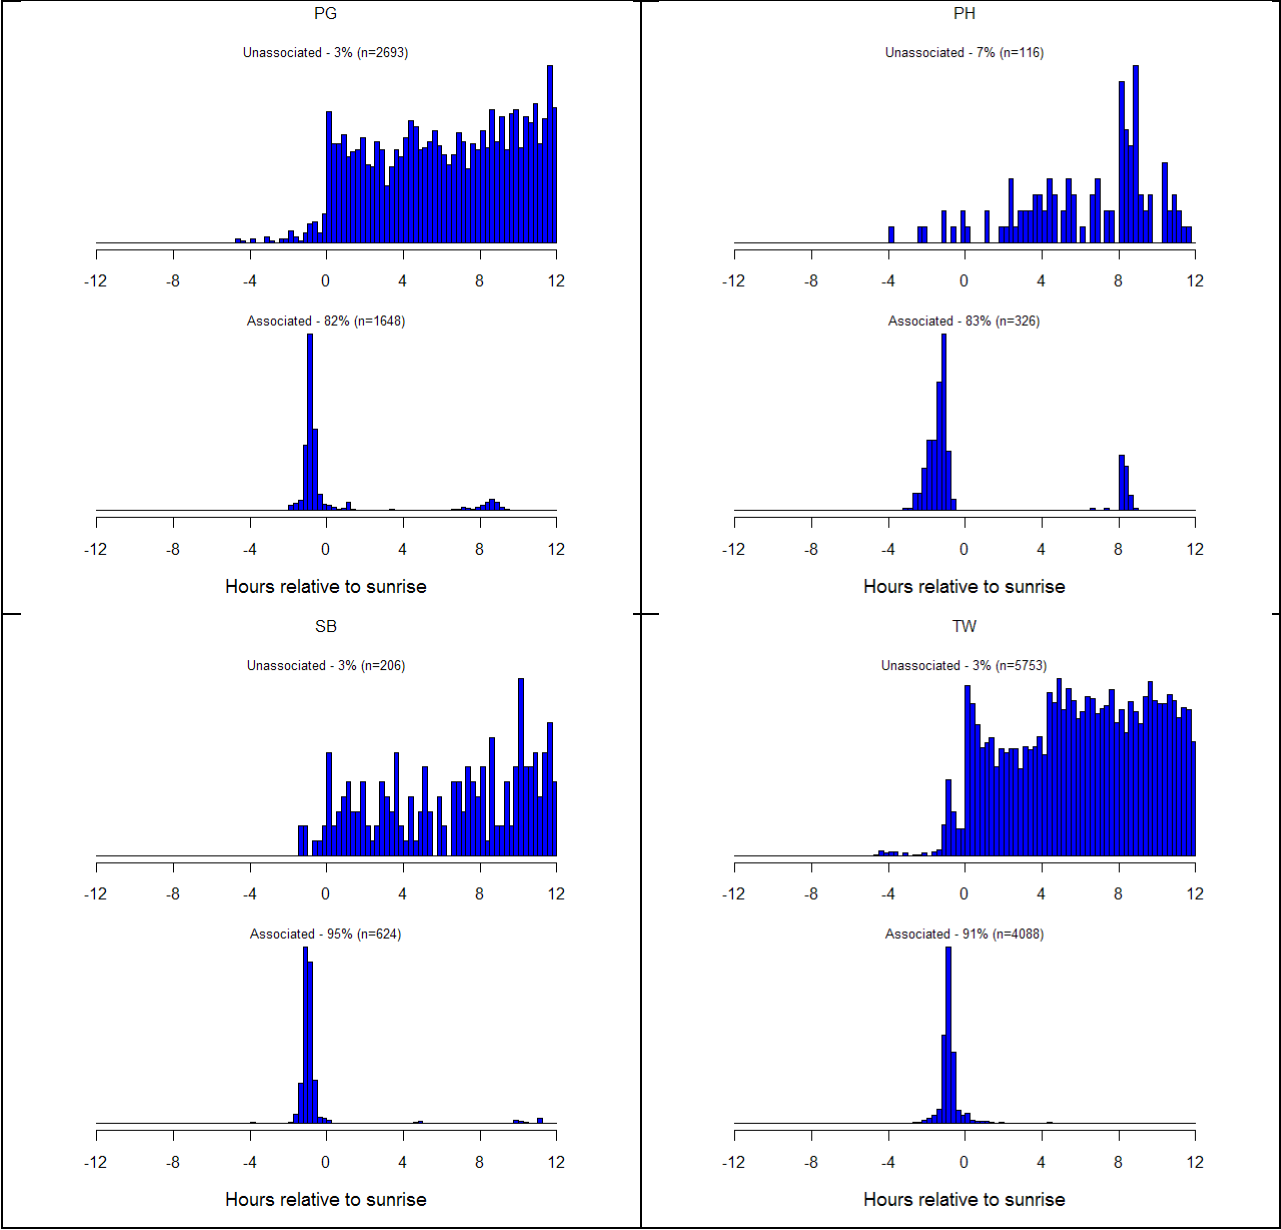 PG
Unassociated - 3% (n=2693)
-12 -8 -4 0 4 8 12
Associated - 82% (n=1648)
-12 -8 -4 0 4 8 12
Hours relative to sunrise
PH
Unassociated - 7% (n=116)
-12 -8 -4 0 4 8 12
Associated - 83% (n=326)
-12 -8 -4 0 4 8 12
Hours relative to sunrise
SB
Unassociated - 3% (n=206)
-12 -8 -4 0 4 8 12
Associated - 95% (n=624)
-12 -8 -4 0 4 8 12
Hours relative to sunrise
TW
Unassociated - 3% (n=5753)
-12 -8 -4 0 4 8 12
Associated - 91% (n=4088)
-12 -8 -4 0 4 8 12
Hours relative to sunrise